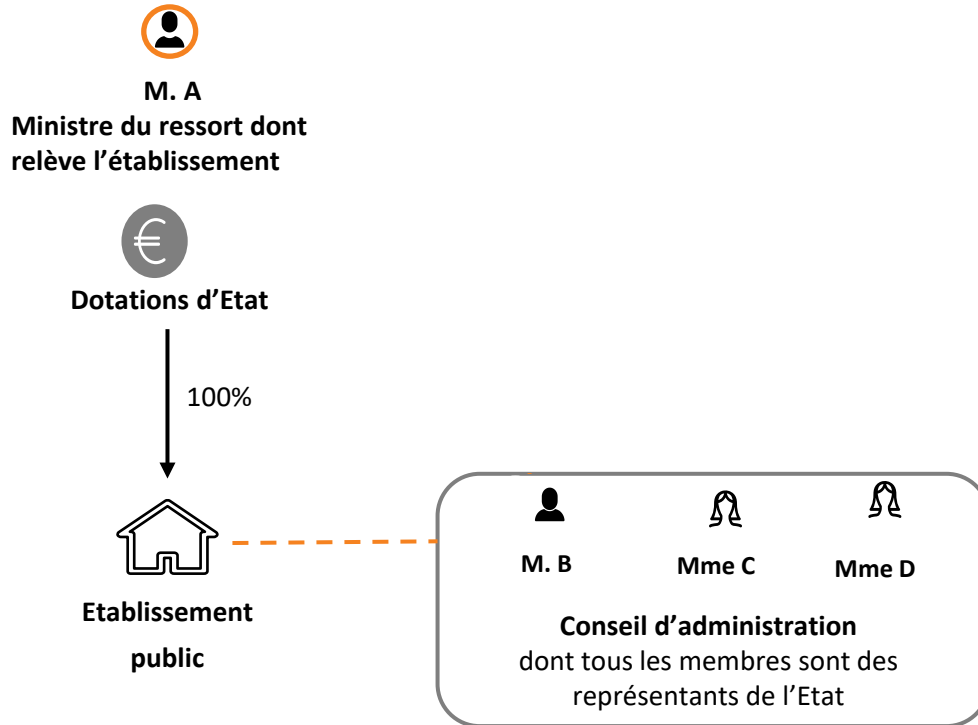 M. A
Ministre du ressort dont
relève l’établissement
€
Dotations d’Etat
100%
Etablissement
public
M. B
Mme C
Mme D
Conseil d’administration
dont tous les membres sont des
représentants de l’Etat